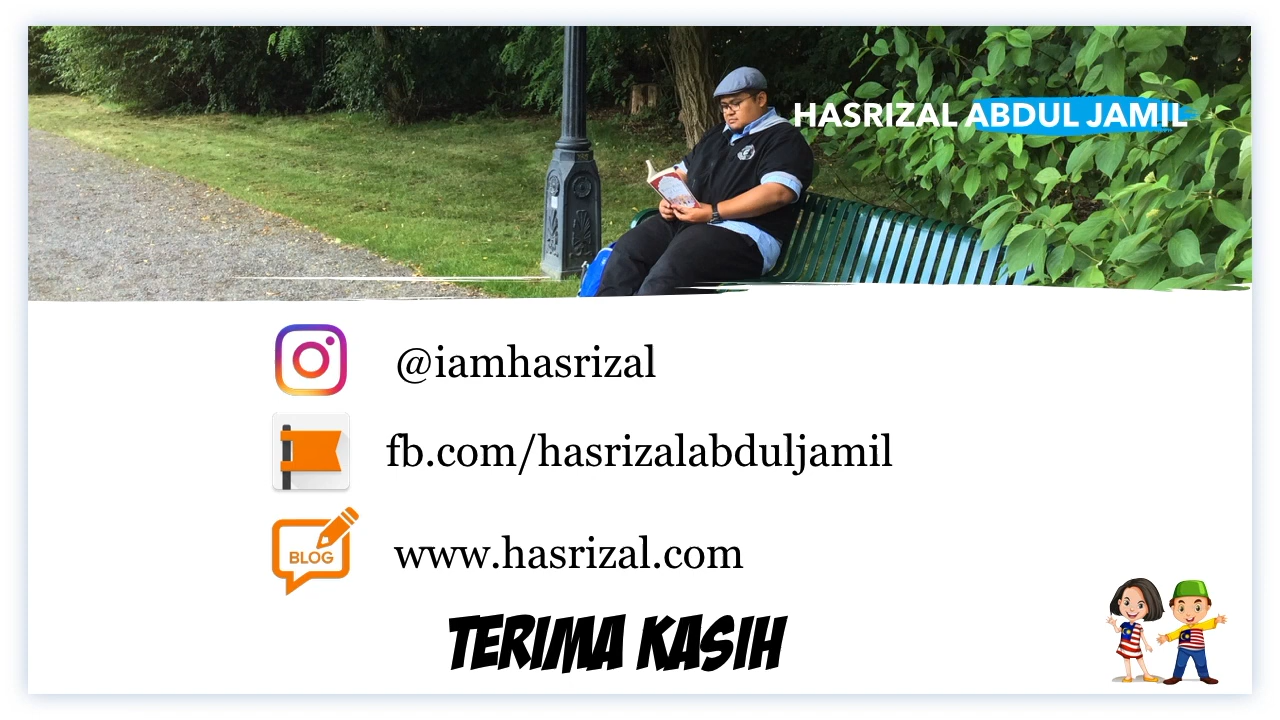 HASRIZAL ABDUL JAMIL
@iamhasrizal
fb.com/hasrizalabduljamil
BLOG
www.hasrizal.com
TERIMA KASIH